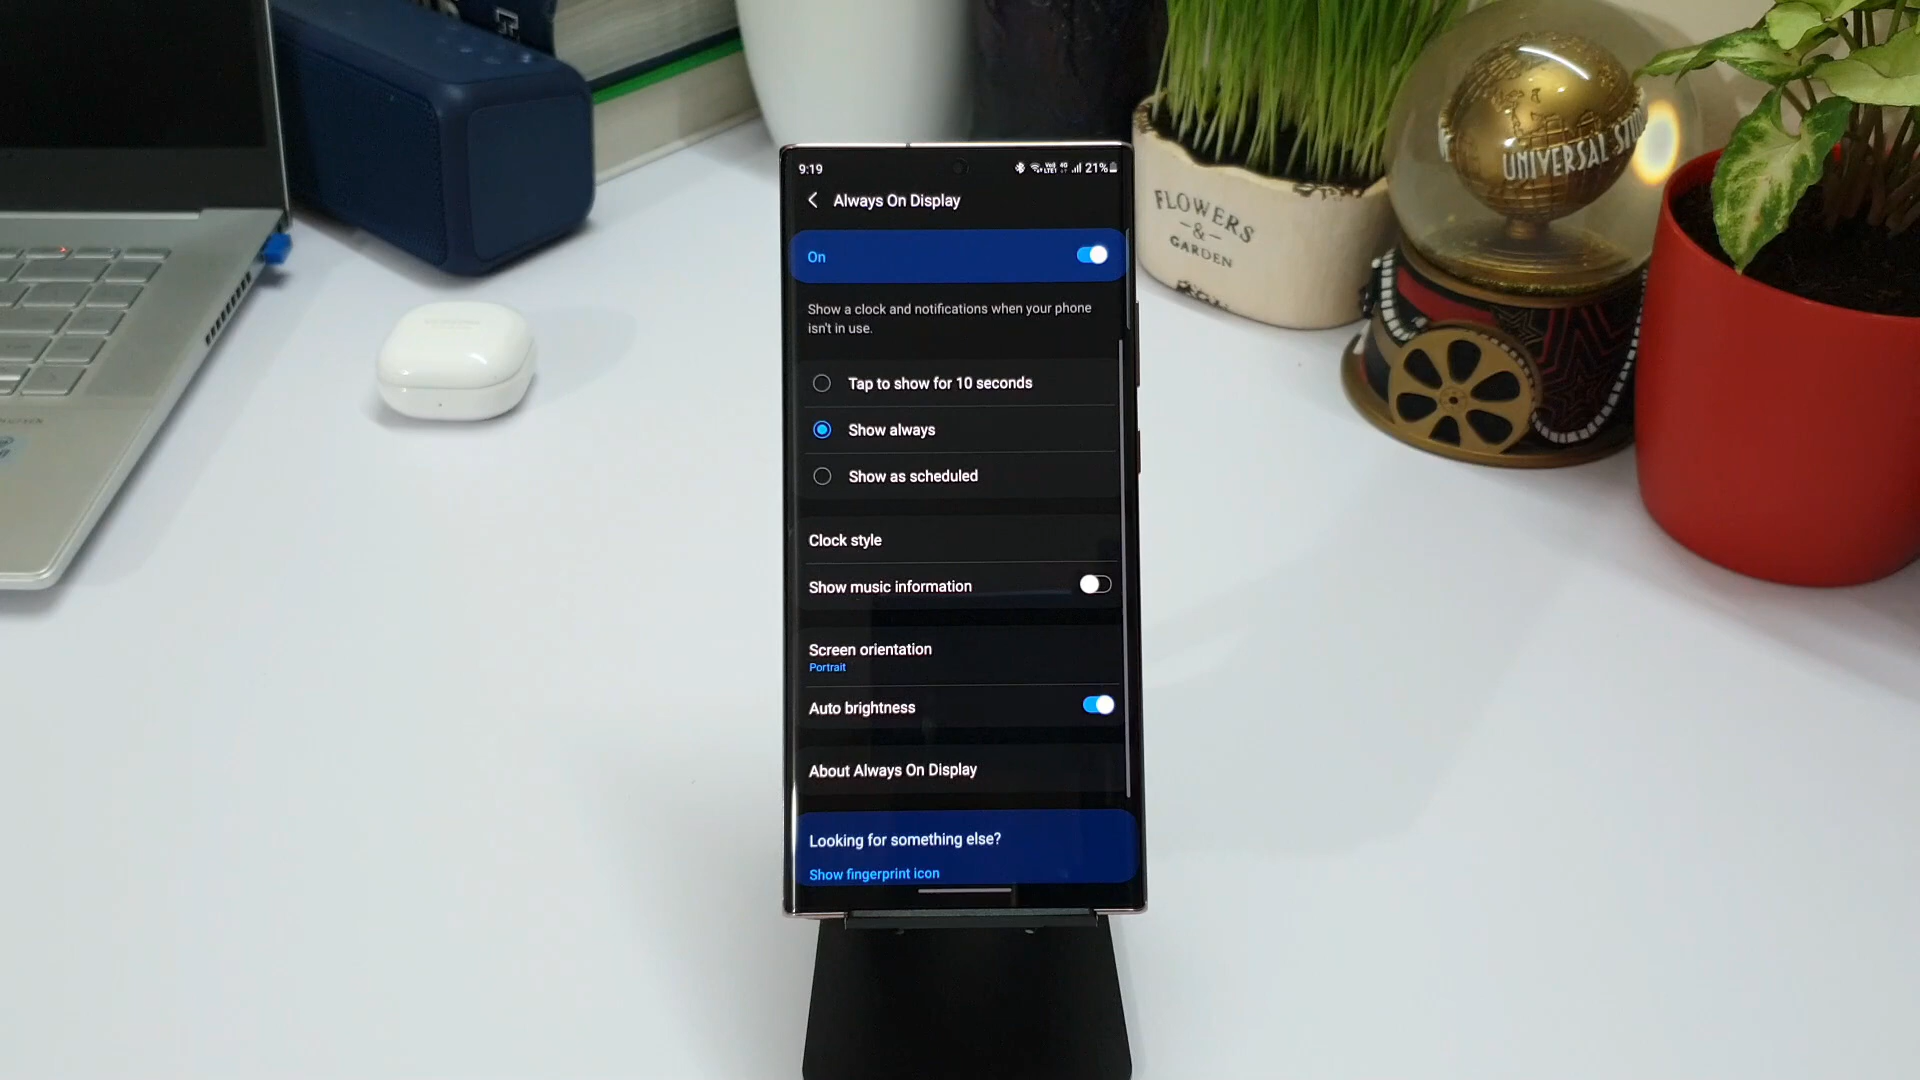 9:19
21%
Always On Display
On
Show a clock and notifications when your phone
isn't in use.
Tap to show for 10 seconds
Show always
Show as scheduled
Clock style
Show music information
Screen orientation
Portrait
Auto brightness
About Always On Display
Looking for something else?
Show fingerprint icon
FLOWERS
&
GARDEN
UNIVERSAL STU